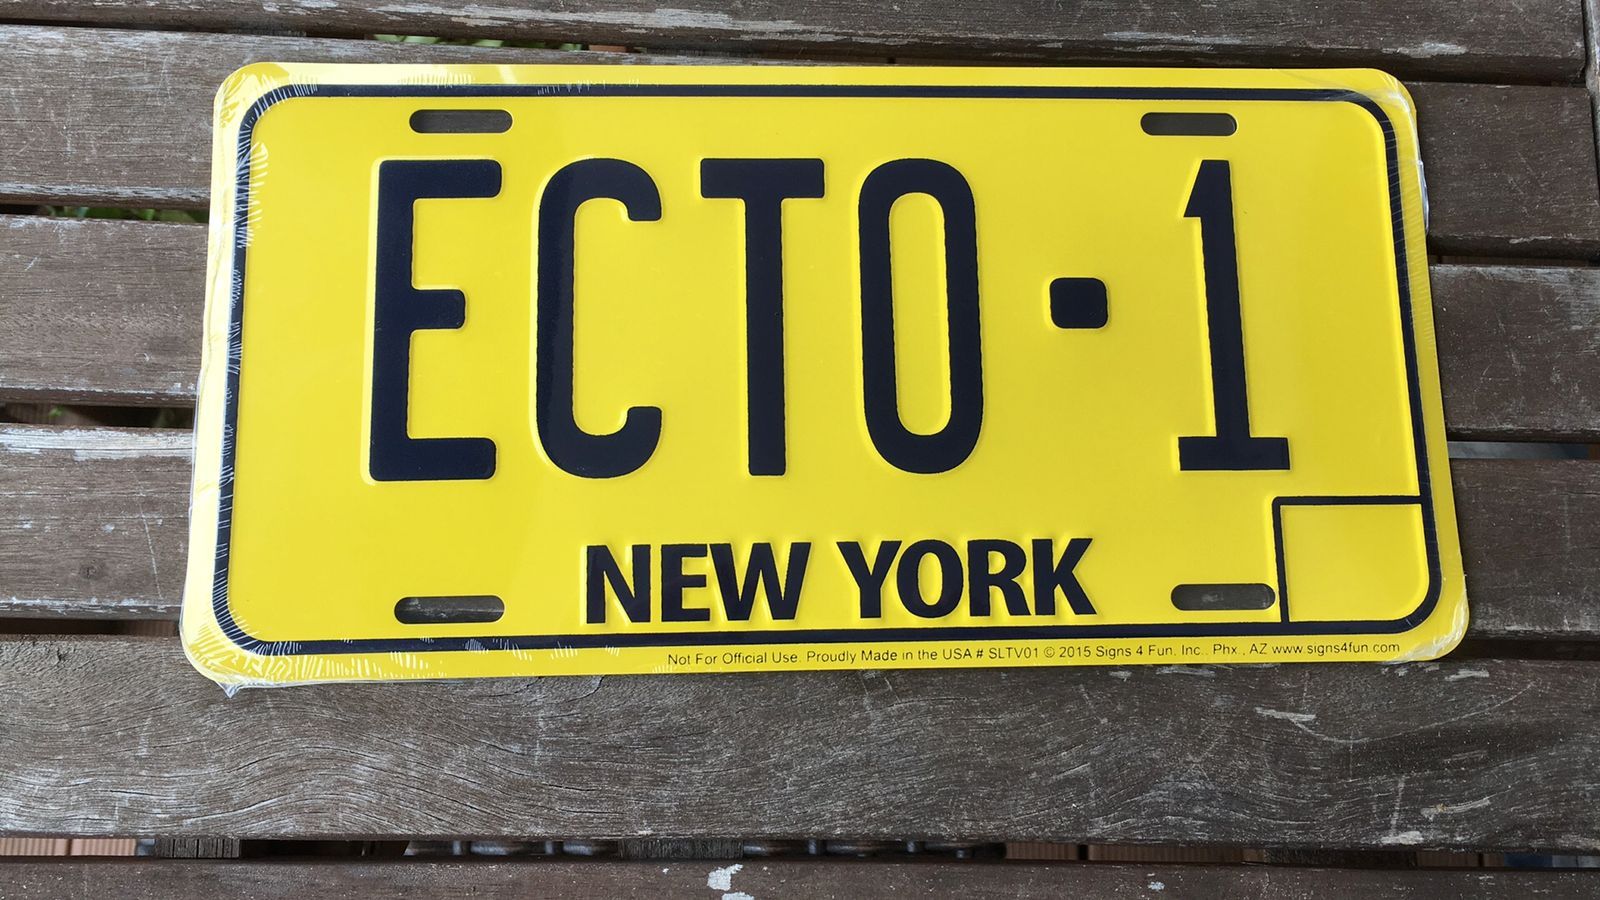 ECTO·1
NEW YORK
Not For Official Use. Proudly Made in the USA # SLTV01 © 2015 Signs 4 Fun, Inc., Phx., AZ www.signs4fun.com